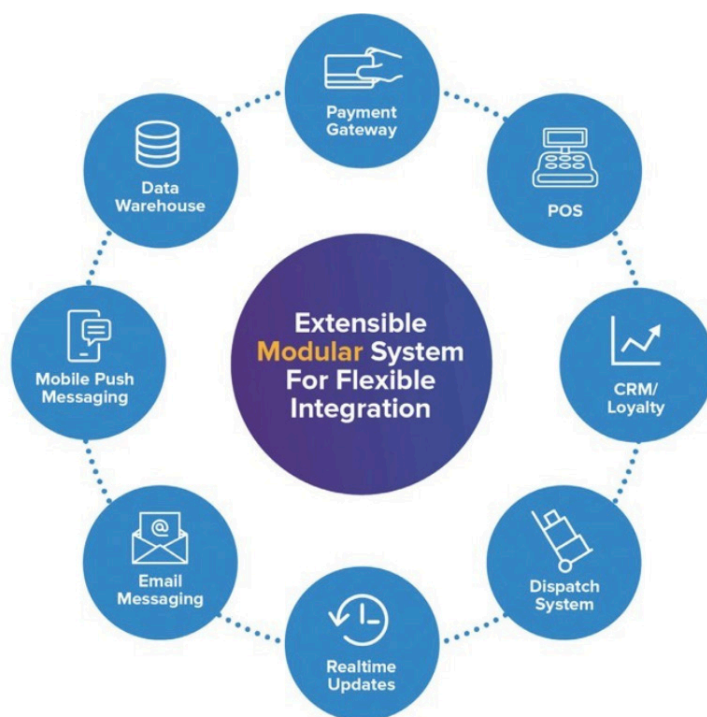 Payment
Gateway
POS
CRM/
Loyalty
Dispatch
System
Realtime
Updates
@
Email
Messaging
Mobile Push
Messaging
Data
Warehouse
Extensible
Modular System
For Flexible
Integration